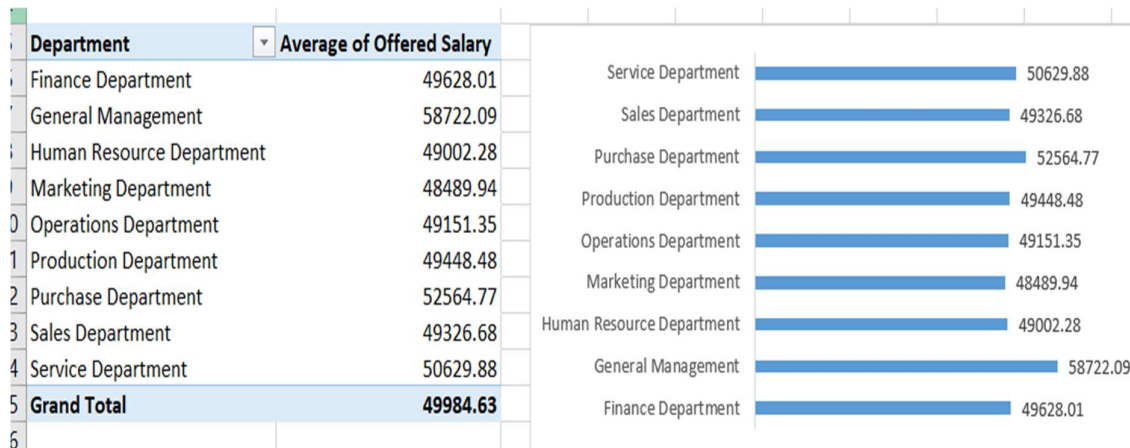 Department Average of Offered Salary
Finance Department 49628.01
General Management 58722.09
Human Resource Department 49002.28
Marketing Department 48489.94
Operations Department 49151.35
Production Department 49448.48
Purchase Department 52564.77
Sales Department 49326.68
Service Department 50629.88
Grand Total 49984.63
Service Department 50629.88
Sales Department 49326.68
Purchase Department 52564.77
Production Department 49448.48
Operations Department 49151.35
Marketing Department 48489.94
Human Resource Department 49002.28
General Management 58722.09
Finance Department 49628.01